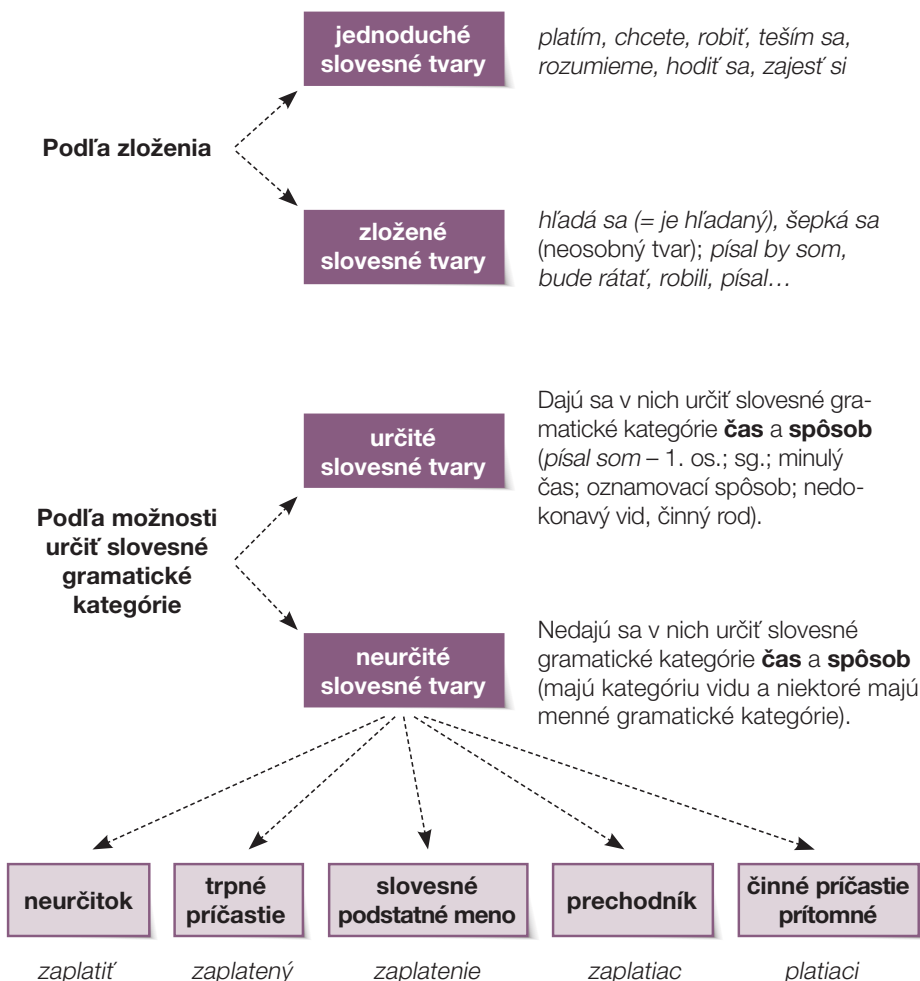 jednoduché
slovesné tvary
platím, chcete, robiť, teším sa,
rozumieme, hodiť sa, zajesť si
Podľa zloženia
zložené
slovesné tvary
hľadá sa (= je hľadaný), šepká sa
(neosobný tvar); písal by som,
bude rátať, robili, písal…
určité
slovesné tvary
Dajú sa v nich určiť slovesné gra-
matické kategórie čas a spôsob
(písal som – 1. os.; sg.; minulý
čas; oznamovací spôsob; nedo-
konavý vid, činný rod).
Podľa možnosti
určiť slovesné
gramatické
kategórie
neurčité
slovesné tvary
Nedajú sa v nich určiť slovesné
gramatické kategórie čas a spôsob
(majú kategóriu vidu a niektoré majú
menné gramatické kategórie).
neurčitok
trpné
príčastie
slovesné
podstatné meno
prechodník
činné príčastie
prítomné
zaplatiť
zaplatený
zaplatenie
zaplatiac
platiaci